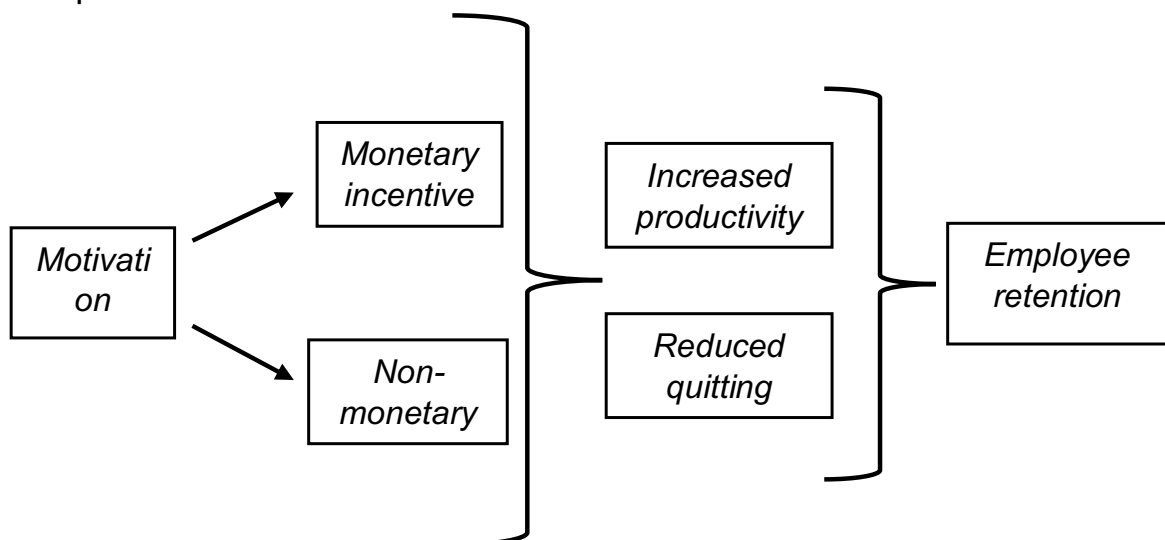 Motivati
on
Monetary
incentive
Non-
monetary
Increased
productivity
Reduced
quitting
Employee
retention